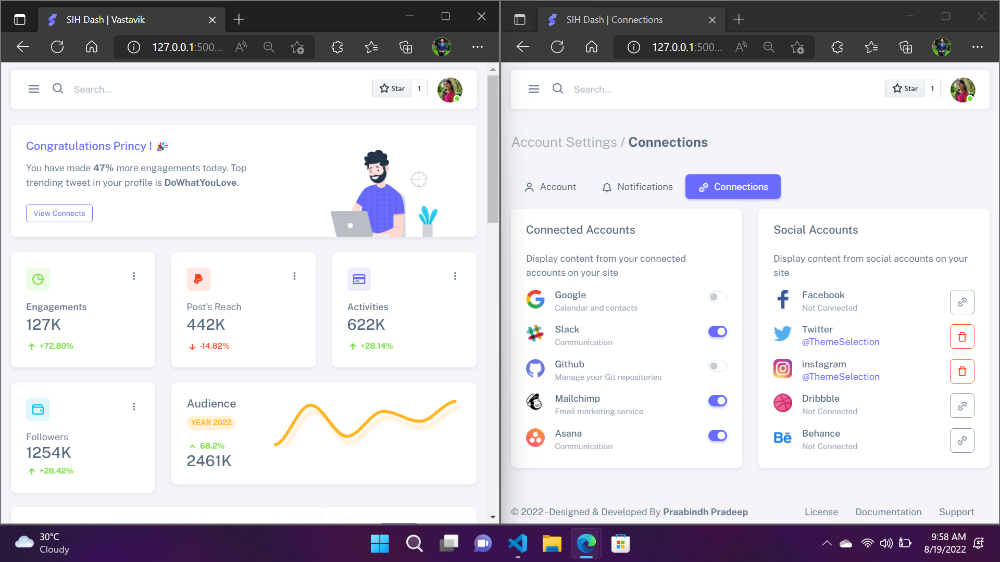 SIH Dash | Vastavik
127.0.0.1:500...
Search...
Star
1
Congratulations Princy ! 🎉
You have made 47% more engagements today. Top
trending tweet in your profile is DoWhatYouLove.
View Connects
Engagements
127K
+72.80%
Post's Reach
442K
-14.82%
Activities
622K
+28.14%
Followers
1254K
+28.42%
Audience
YEAR 2022
68.2%
2461K
SIH Dash | Connections
127.0.0.1:500...
Search...
Star
1
Account Settings / Connections
Account
Notifications
Connections
Connected Accounts
Display content from your connected
accounts on your site
Google
Calendar and contacts
Slack
Communication
Github
Manage your Git repositories
Mailchimp
Email marketing service
Asana
Communication
Social Accounts
Display content from social accounts on your
site
Facebook
Not Connected
Twitter
@ThemeSelection
instagram
@ThemeSelection
Dribbble
Not Connected
Bē Behance
Not Connected
© 2022 - Designed & Developed By Praabindh Pradeep
License
Documentation
Support
30°C
Cloudy
9:58 AM
8/19/2022